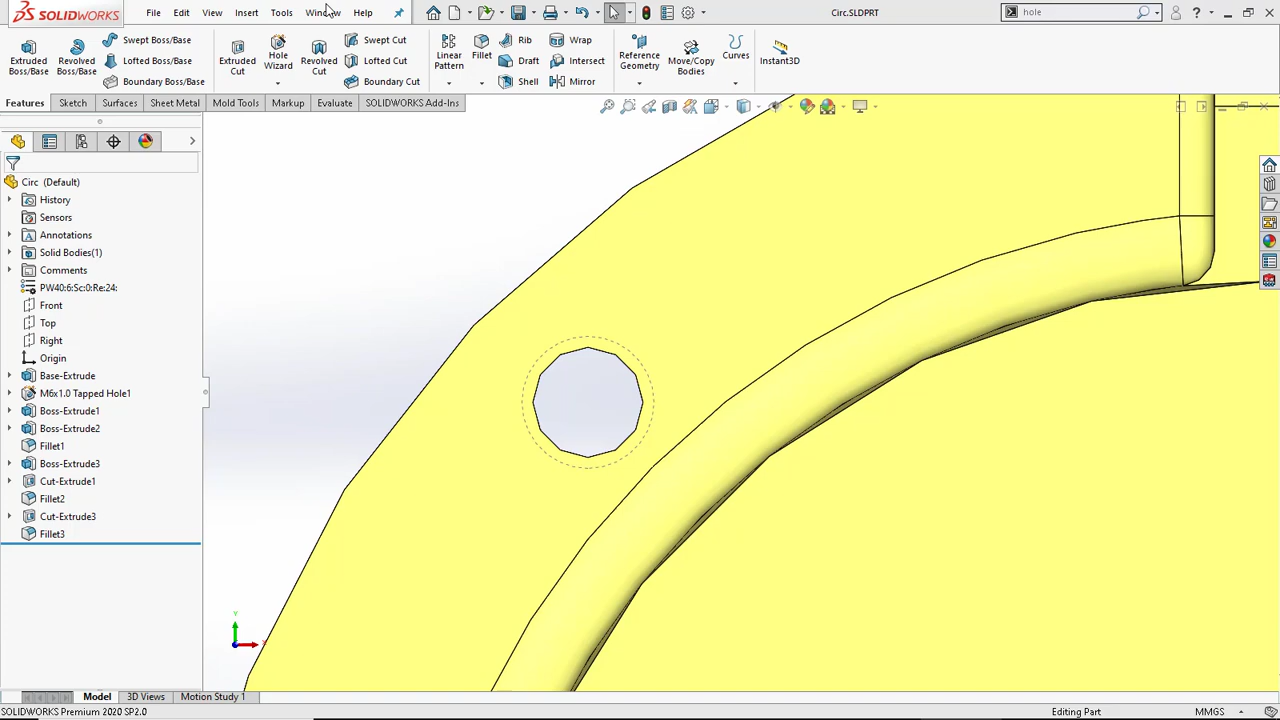 SOLIDWORKS File Edit View Insert Tools Window Help Circ.SLDPRT hole
Extruded Boss/Base
Revolved Boss/Base
Swept Boss/Base
Lofted Boss/Base
Boundary Boss/Base
Extruded Cut
Hole Wizard
Revolved Cut
Swept Cut
Lofted Cut
Boundary Cut
Linear Pattern
Fillet
Rib
Draft
Shell
Wrap
Intersect
Mirror
Reference Geometry
Move/Copy Bodies
Curves
Instant3D
Features Sketch Surfaces Sheet Metal Mold Tools Markup Evaluate SOLIDWORKS Add-Ins
Circ (Default)
History
Sensors
Annotations
Solid Bodies(1)
Comments
PW40:6:Sc:0:Re:24:
Front
Top
Right
Origin
Base-Extrude
M6x1.0 Tapped Hole1
Boss-Extrude1
Boss-Extrude2
Fillet1
Boss-Extrude3
Cut-Extrude1
Fillet2
Cut-Extrude3
Fillet3
Y
Model 3D Views Motion Study 1
SOLIDWORKS Premium 2020 SP2.0 Editing Part MMGS